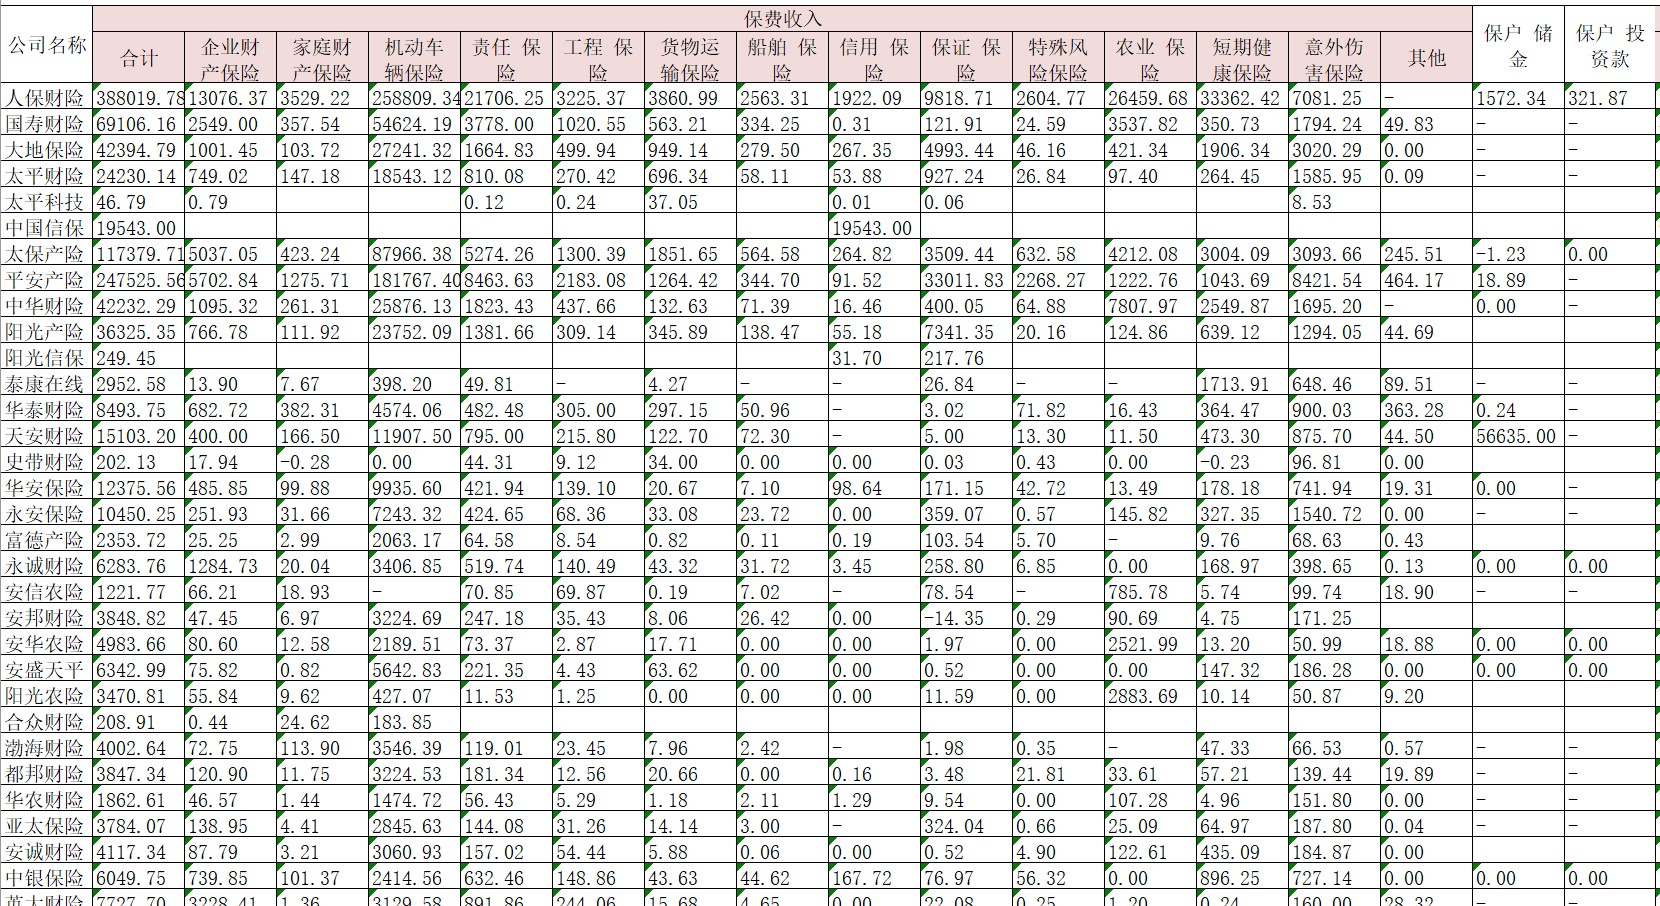 保费收入
公司名称 合计 企业财产保险 家庭财产保险 机动车辆保险 责任 保险 工程 保险 货物运输保险 船舶 保险 信用 保险 保证 保险 特殊风险保险 农业 保险 短期健康保险 意外伤害保险 其他 保户 储金 保户 投资款
人保财险 388019.78 13076.37 3529.22 258809.34 21706.25 3225.37 3860.99 2563.31 1922.09 9818.71 2604.77 26459.68 33362.42 7081.25 - 1572.34 321.87
国寿财险 69106.16 2549.00 357.54 54624.19 3778.00 1020.55 563.21 334.25 0.31 121.91 24.59 3537.82 350.73 1794.24 49.83 - -
大地保险 42394.79 1001.45 103.72 27241.32 1664.83 499.94 949.14 279.50 267.35 4993.44 46.16 421.34 1906.34 3020.29 0.00 - -
太平财险 24230.14 749.02 147.18 18543.12 810.08 270.42 696.34 58.11 53.88 927.24 26.84 97.40 264.45 1585.95 0.09 - -
太平科技 46.79 0.79 0.12 0.24 37.05 0.01 0.06 8.53
中国信保 19543.00 19543.00
太保产险 117379.71 5037.05 423.24 87966.38 5274.26 1300.39 1851.65 564.58 264.82 3509.44 632.58 4212.08 3004.09 3093.66 245.51 -1.23 0.00
平安产险 247525.56 5702.84 1275.71 181767.40 8463.63 2183.08 1264.42 344.70 91.52 33011.83 2268.27 1222.76 1043.69 8421.54 464.17 18.89 -
中华财险 42232.29 1095.32 261.31 25876.13 1823.43 437.66 132.63 71.39 16.46 400.05 64.88 7807.97 2549.87 1695.20 - 0.00 -
阳光产险 36325.35 766.78 111.92 23752.09 1381.66 309.14 345.89 138.47 55.18 7341.35 20.16 124.86 639.12 1294.05 44.69
阳光信保 249.45 31.70 217.76
泰康在线 2952.58 13.90 7.67 398.20 49.81 - 4.27 - - 26.84 - - 1713.91 648.46 89.51 - -
华泰财险 8493.75 682.72 382.31 4574.06 482.48 305.00 297.15 50.96 - 3.02 71.82 16.43 364.47 900.03 363.28 0.24 -
天安财险 15103.20 400.00 166.50 11907.50 795.00 215.80 122.70 72.30 - 5.00 13.30 11.50 473.30 875.70 44.50 56635.00 -
史带财险 202.13 17.94 -0.28 0.00 44.31 9.12 34.00 0.00 0.00 0.03 0.43 0.00 -0.23 96.81 0.00
华安保险 12375.56 485.85 99.88 9935.60 421.94 139.10 20.67 7.10 98.64 171.15 42.72 13.49 178.18 741.94 19.31 0.00 -
永安保险 10450.25 251.93 31.66 7243.32 424.65 68.36 33.08 23.72 0.00 359.07 0.57 145.82 327.35 1540.72 0.00 - -
富德产险 2353.72 25.25 2.99 2063.17 64.58 8.54 0.82 0.11 0.19 103.54 5.70 - 9.76 68.63 0.43
永诚财险 6283.76 1284.73 20.04 3406.85 519.74 140.49 43.32 31.72 3.45 258.80 6.85 0.00 168.97 398.65 0.13 0.00 0.00
安信农险 1221.77 66.21 18.93 - 70.85 69.87 0.19 7.02 - 78.54 - 785.78 5.74 99.74 18.90 - -
安邦财险 3848.82 47.45 6.97 3224.69 247.18 35.43 8.06 26.42 0.00 -14.35 0.29 90.69 4.75 171.25
安华农险 4983.66 80.60 12.58 2189.51 73.37 2.87 17.71 0.00 0.00 1.97 0.00 2521.99 13.20 50.99 18.88 0.00 0.00
安盛天平 6342.99 75.82 0.82 5642.83 221.35 4.43 63.62 0.00 0.00 0.52 0.00 0.00 147.32 186.28 0.00 0.00 0.00
阳光农险 3470.81 55.84 9.62 427.07 11.53 1.25 0.00 0.00 0.00 11.59 0.00 2883.69 10.14 50.87 9.20
合众财险 208.91 0.44 24.62 183.85
渤海财险 4002.64 72.75 113.90 3546.39 119.01 23.45 7.96 2.42 - 1.98 0.35 - 47.33 66.53 0.57 - -
都邦财险 3847.34 120.90 11.75 3224.53 181.34 12.56 20.66 0.00 0.16 3.48 21.81 33.61 57.21 139.44 19.89 - -
华农财险 1862.61 46.57 1.44 1474.72 56.43 5.29 1.18 2.11 1.29 9.54 0.00 107.28 4.96 151.80 0.00 - -
亚太保险 3784.07 138.95 4.41 2845.63 144.08 31.26 14.14 3.00 - 324.04 0.66 25.09 64.97 187.80 0.04 - -
安诚财险 4117.34 87.79 3.21 3060.93 157.02 54.44 5.88 0.06 0.00 0.52 4.90 122.61 435.09 184.87 0.00
中银保险 6049.75 739.85 101.37 2414.56 632.46 148.86 43.63 44.62 167.72 76.97 56.32 0.00 896.25 727.14 0.00 0.00 0.00
英大财险 7727.70 3228.41 1.36 3129.58 891.86 244.06 15.68 4.65 0.00 22.08 0.25 1.20 0.24 160.00 28.32 - -